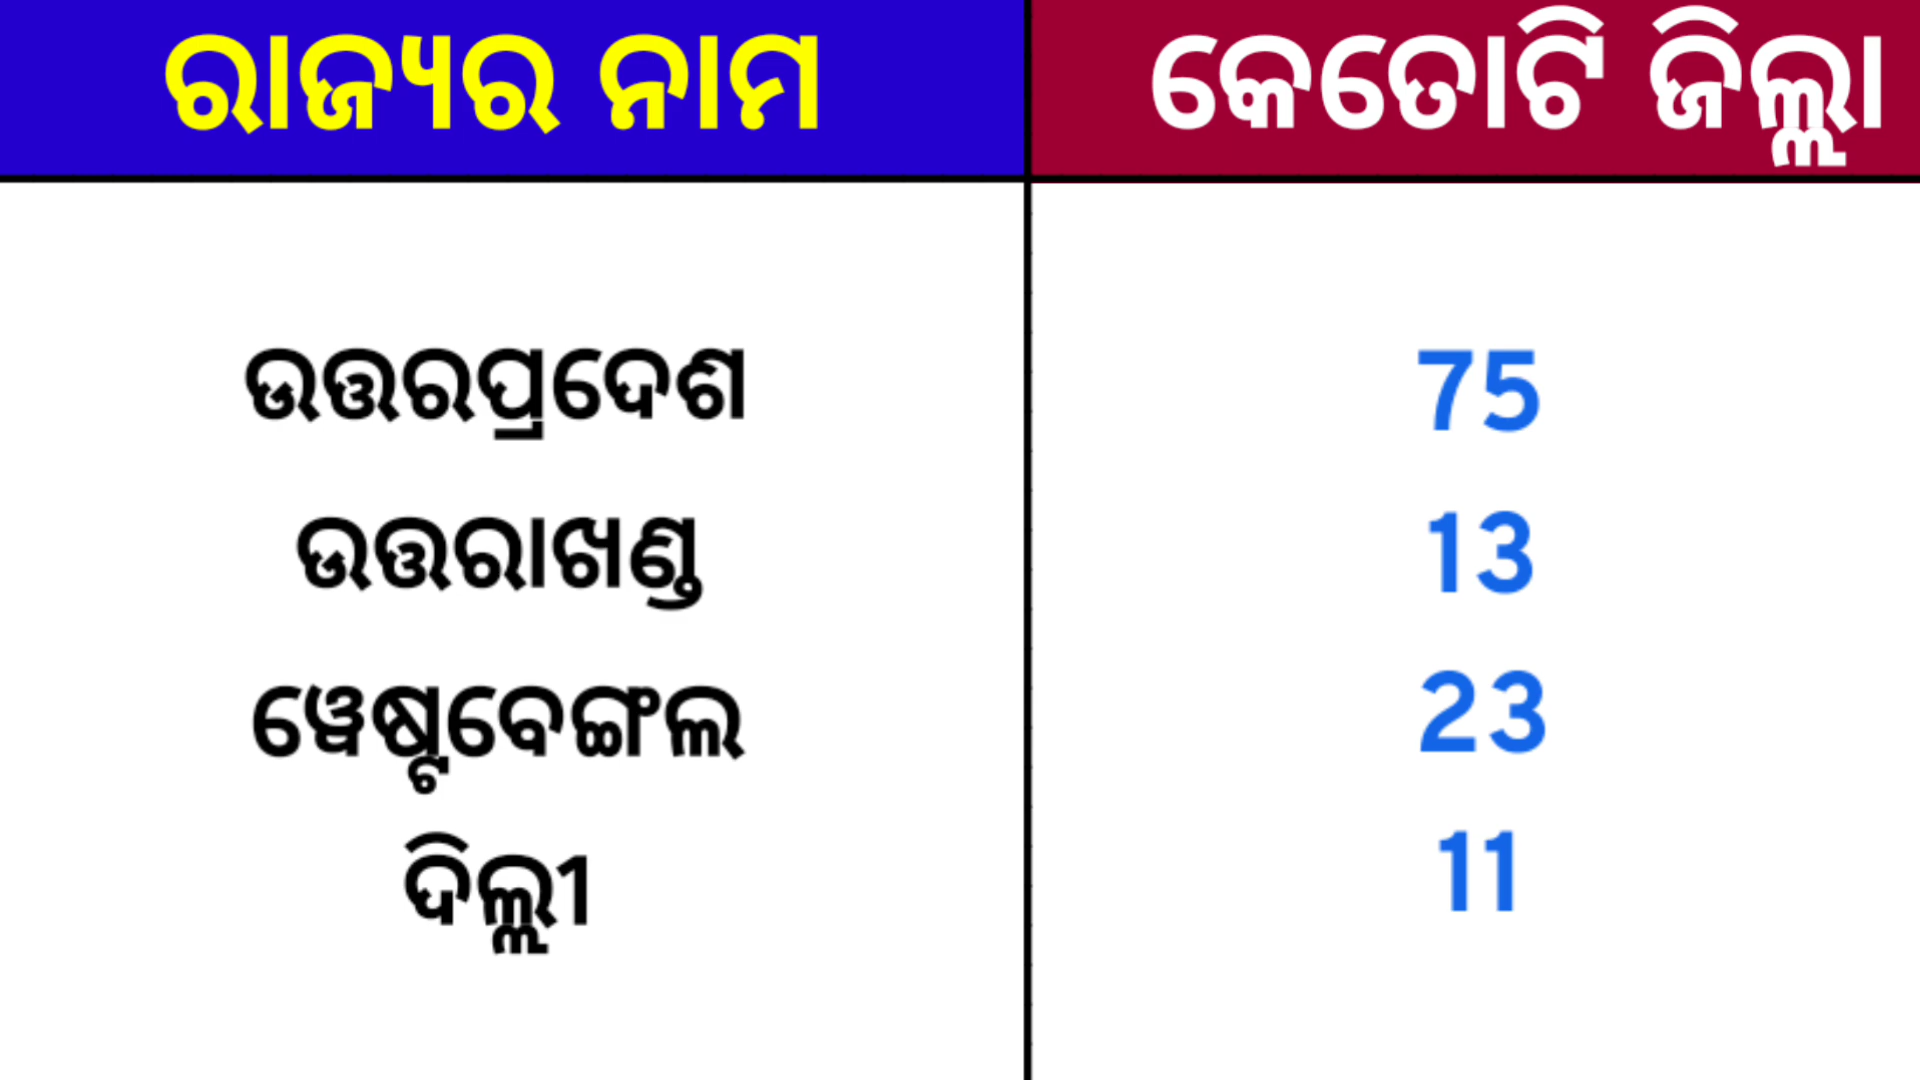 ରାଜ୍ୟର ନାମ କେତୋଟି ଜିଲ୍ଲା
ଉତ୍ତରପ୍ରଦେଶ 75
ଉତ୍ତରାଖଣ୍ଡ 13
ୱେଷ୍ଟବେଙ୍ଗଲ 23
ଦିଲ୍ଲୀ 11